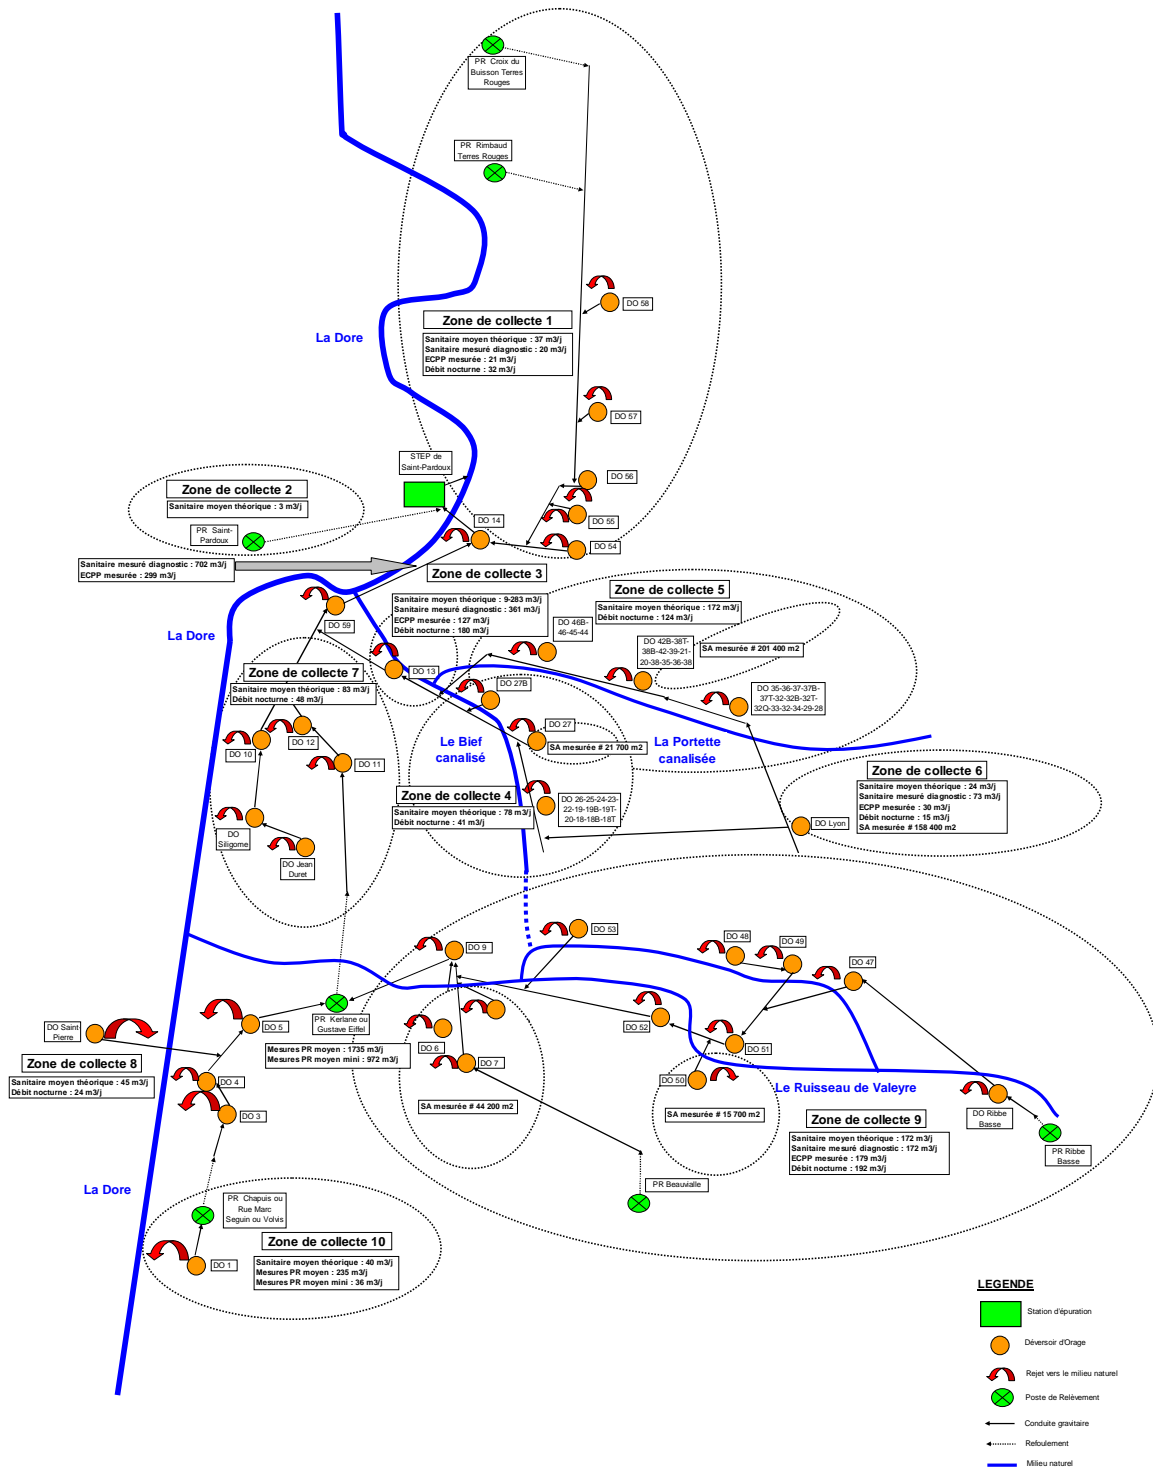 PR Croix du
Buisson Terres
Rouges
PR Rimbaud
Terres Rouges
DO 58
Zone de collecte 1
Sanitaire moyen théorique : 37 m3/j
Sanitaire mesuré diagnostic : 20 m3/j
ECPP mesurée : 21 m3/j
Débit nocturne : 32 m3/j
La Dore
DO 57
STEP de
Saint-Pardoux
DO 56
Zone de collecte 2
Sanitaire moyen théorique : 3 m3/j
PR Saint-
Pardoux
DO 14
DO 55
DO 54
Sanitaire mesuré diagnostic : 702 m3/j
ECPP mesurée : 299 m3/j
Zone de collecte 3
Sanitaire moyen théorique : 9-283 m3/j
Sanitaire mesuré diagnostic : 361 m3/j
ECPP mesurée : 127 m3/j
Débit nocturne : 180 m3/j
Zone de collecte 5
Sanitaire moyen théorique : 172 m3/j
Débit nocturne : 124 m3/j
DO 59
La Dore
DO 46B-
46-45-44
DO 42B-38T-
38B-42-39-21-
20-38-35-36-38
SA mesurée # 201 400 m2
Zone de collecte 7
Sanitaire moyen théorique : 83 m3/j
Débit nocturne : 48 m3/j
DO 13
DO 27B
DO 35-36-37-37B-
37T-32-32B-32T-
32Q-33-32-34-29-28
DO 27
SA mesurée # 21 700 m2
DO 10
DO 12
DO 11
Le Bief
canalisé
La Portette
canalisée
Zone de collecte 6
Sanitaire moyen théorique : 24 m3/j
Sanitaire mesuré diagnostic : 73 m3/j
ECPP mesurée : 30 m3/j
Débit nocturne : 15 m3/j
SA mesurée # 158 400 m2
Zone de collecte 4
Sanitaire moyen théorique : 78 m3/j
Débit nocturne : 41 m3/j
DO 26-25-24-23-
22-19-19B-19T-
20-18-18B-18T
DO Lyon
DO
Siligome
DO Jean
Duret
DO 9
DO 53
DO 48
DO 49
DO 47
DO Saint-
Pierre
DO 5
PR Kerlane ou
Gustave Eiffel
DO 6
DO 52
DO 51
Mesures PR moyen : 1735 m3/j
Mesures PR moyen mini : 972 m3/j
DO 7
Zone de collecte 8
Sanitaire moyen théorique : 45 m3/j
Débit nocturne : 24 m3/j
DO 4
DO 3
DO 50
Le Ruisseau de Valeyre
SA mesurée # 44 200 m2
SA mesurée # 15 700 m2
Zone de collecte 9
Sanitaire moyen théorique : 172 m3/j
Sanitaire mesuré diagnostic : 172 m3/j
ECPP mesurée : 179 m3/j
Débit nocturne : 192 m3/j
DO Ribbe
Basse
PR Ribbe
Basse
La Dore
PR Beauvialle
PR Chapuis ou
Rue Marc
Seguin ou Volvis
Zone de collecte 10
Sanitaire moyen théorique : 40 m3/j
Mesures PR moyen : 235 m3/j
Mesures PR moyen mini : 36 m3/j
DO 1
LEGENDE
Station d'épuration
Déversoir d'Orage
Rejet vers le milieu naturel
Poste de Relèvement
Conduite gravitaire
Refoulement
Milieu naturel